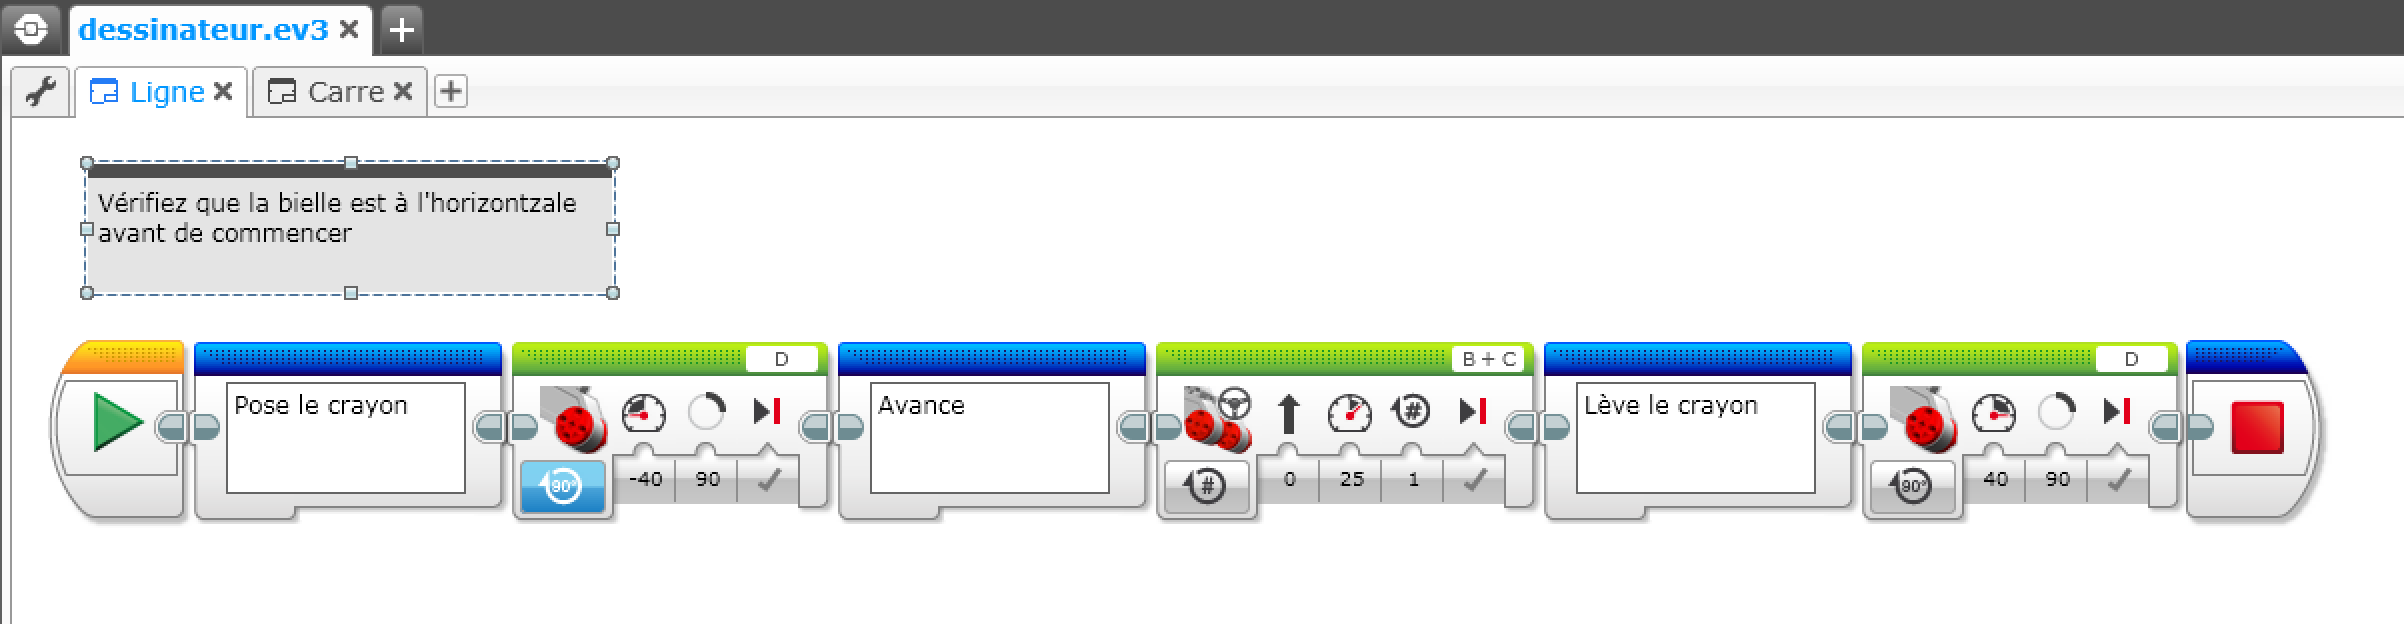 dessinateur.ev3
Ligne
Carre
Vérifiez que la bielle est à l'horizontzale
avant de commencer
D
B + C
D
Pose le crayon
Avance
#
Lève le crayon
90°
-40
90
#
0
25
1
90°
40
90